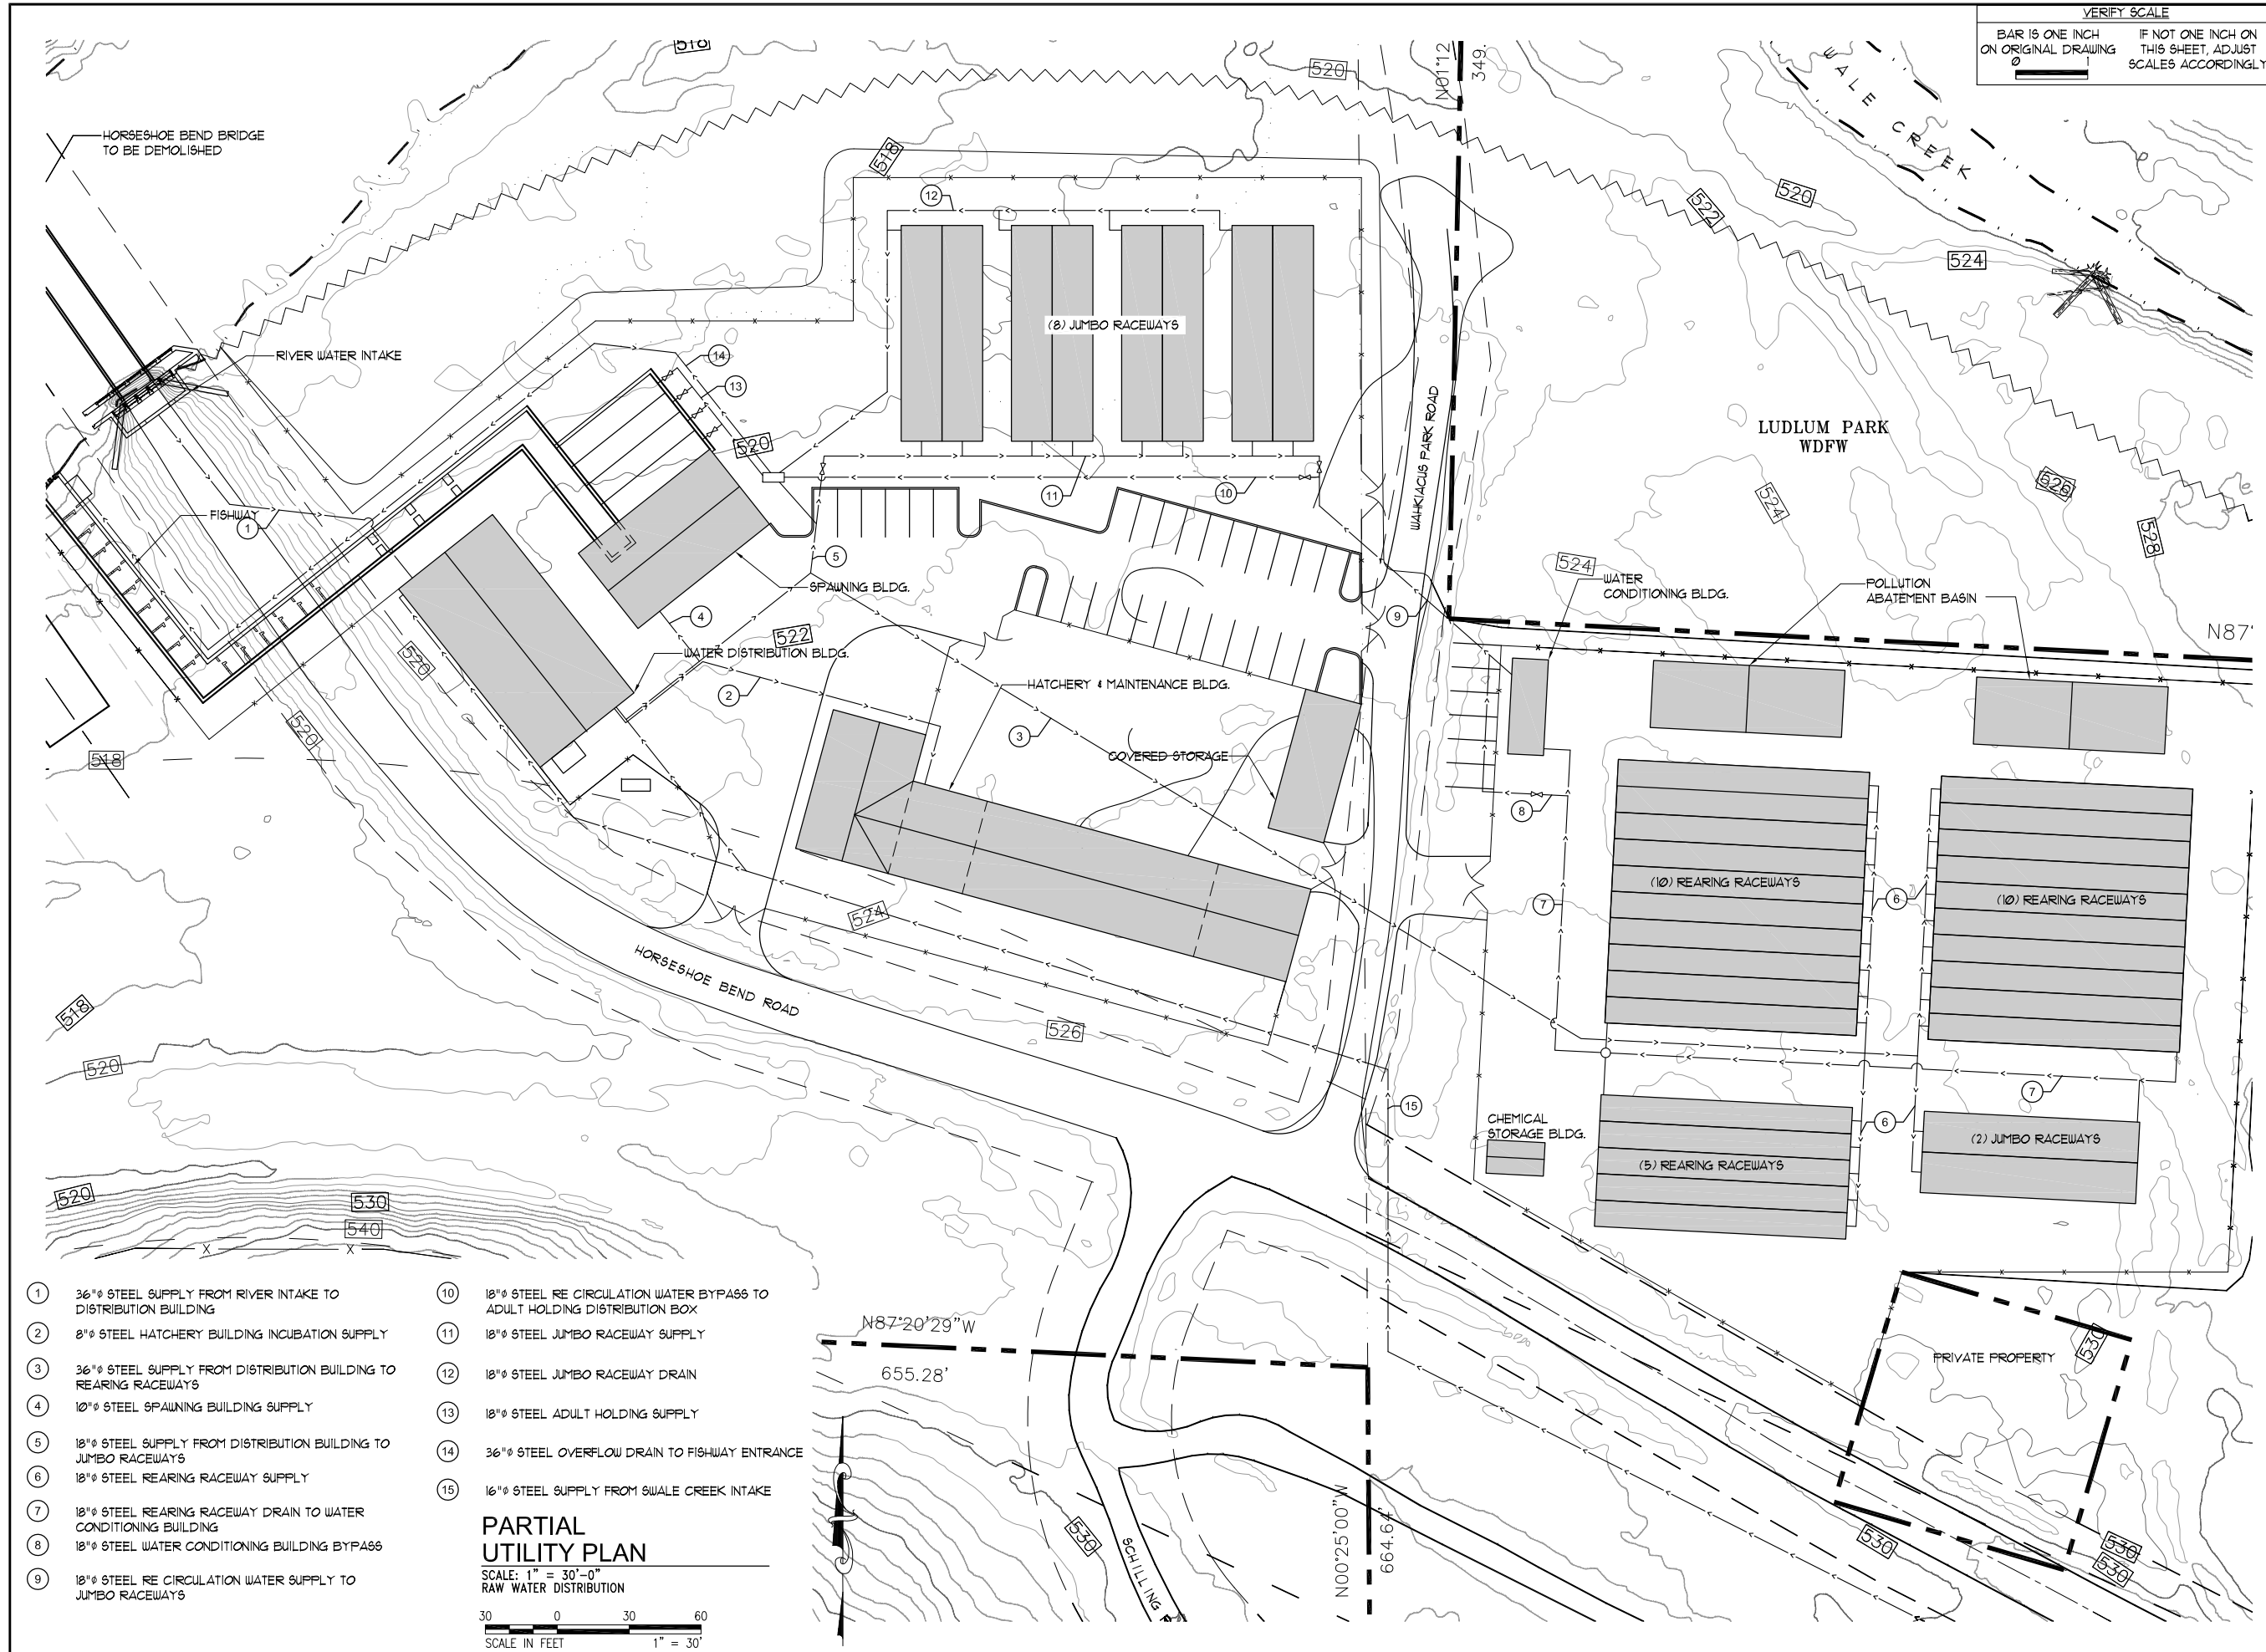 VERIFY SCALE
BAR IS ONE INCH
ON ORIGINAL DRAWING
0 1
IF NOT ONE INCH ON
THIS SHEET, ADJUST
SCALES ACCORDINGLY
518
520
N01°12
349.
WALE CREEK
HORSESHOE BEND BRIDGE
TO BE DEMOLISHED
518
12
522
520
524
(8) JUMBO RACEWAYS
RIVER WATER INTAKE
14
13
WAHKIACUS PARK ROAD
LUDLUM PARK
WDFW
520
526
524
528
11
10
FISHWAY
1
5
SPAWNING BLDG.
524
WATER
CONDITIONING BLDG.
POLLUTION
ABATEMENT BASIN
4
9
522
N87°
520
WATER DISTRIBUTION BLDG.
2
HATCHERY & MAINTENANCE BLDG.
3
520
COVERED STORAGE
518
8
(10) REARING RACEWAYS
6
(10) REARING RACEWAYS
7
524
HORSESHOE BEND ROAD
518
526
520
7
15
CHEMICAL
STORAGE BLDG.
6
(2) JUMBO RACEWAYS
(5) REARING RACEWAYS
520
530
540
X X
N87°20'29"W
655.28'
530
PRIVATE PROPERTY
N00°25'00"W
664.64'
530
SCHILLING
530
530
530
1 36"ø STEEL SUPPLY FROM RIVER INTAKE TO
DISTRIBUTION BUILDING
2 8"ø STEEL HATCHERY BUILDING INCUBATION SUPPLY
3 36"ø STEEL SUPPLY FROM DISTRIBUTION BUILDING TO
REARING RACEWAYS
4 10"ø STEEL SPAWNING BUILDING SUPPLY
5 18"ø STEEL SUPPLY FROM DISTRIBUTION BUILDING TO
JUMBO RACEWAYS
6 18"ø STEEL REARING RACEWAY SUPPLY
7 18"ø STEEL REARING RACEWAY DRAIN TO WATER
CONDITIONING BUILDING
8 18"ø STEEL WATER CONDITIONING BUILDING BYPASS
9 18"ø STEEL RE CIRCULATION WATER SUPPLY TO
JUMBO RACEWAYS
10 18"ø STEEL RE CIRCULATION WATER BYPASS TO
ADULT HOLDING DISTRIBUTION BOX
11 18"ø STEEL JUMBO RACEWAY SUPPLY
12 18"ø STEEL JUMBO RACEWAY DRAIN
13 18"ø STEEL ADULT HOLDING SUPPLY
14 36"ø STEEL OVERFLOW DRAIN TO FISHWAY ENTRANCE
15 16"ø STEEL SUPPLY FROM SWALE CREEK INTAKE
PARTIAL
UTILITY PLAN
SCALE: 1" = 30'-0"
RAW WATER DISTRIBUTION
30 0 30 60
SCALE IN FEET 1" = 30'